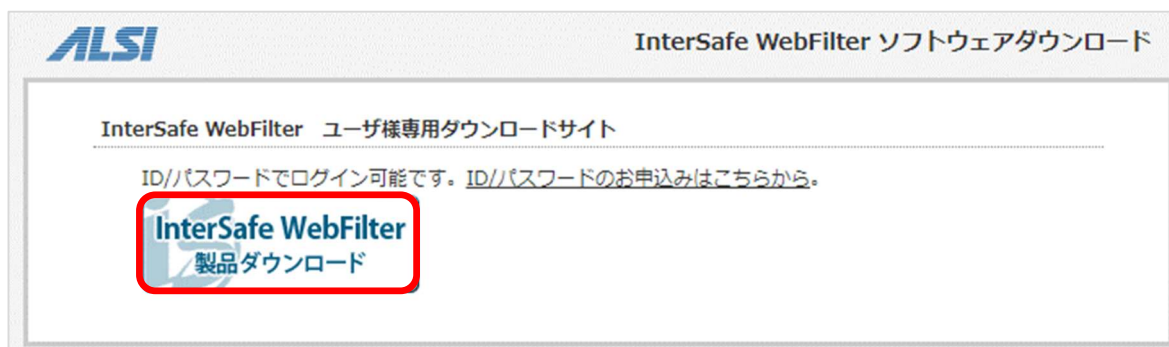 ALSI
InterSafe WebFilter ソフトウェアダウンロード
InterSafe WebFilter　ユーザ様専用ダウンロードサイト
ID/パスワードでログイン可能です。ID/パスワードのお申込みはこちらから。
InterSafe WebFilter
製品ダウンロード